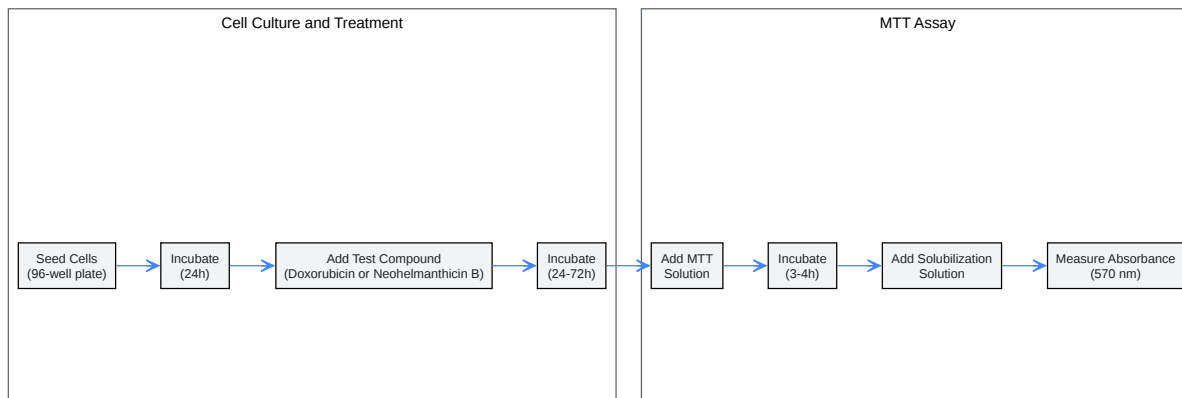 Cell Culture and Treatment
Seed Cells
(96-well plate)
Incubate
(24h)
Add Test Compound
(Doxorubicin or Neohelmanthicin B)
Incubate
(24-72h)
MTT Assay
Add MTT
Solution
Incubate
(3-4h)
Add Solubilization
Solution
Measure Absorbance
(570 nm)